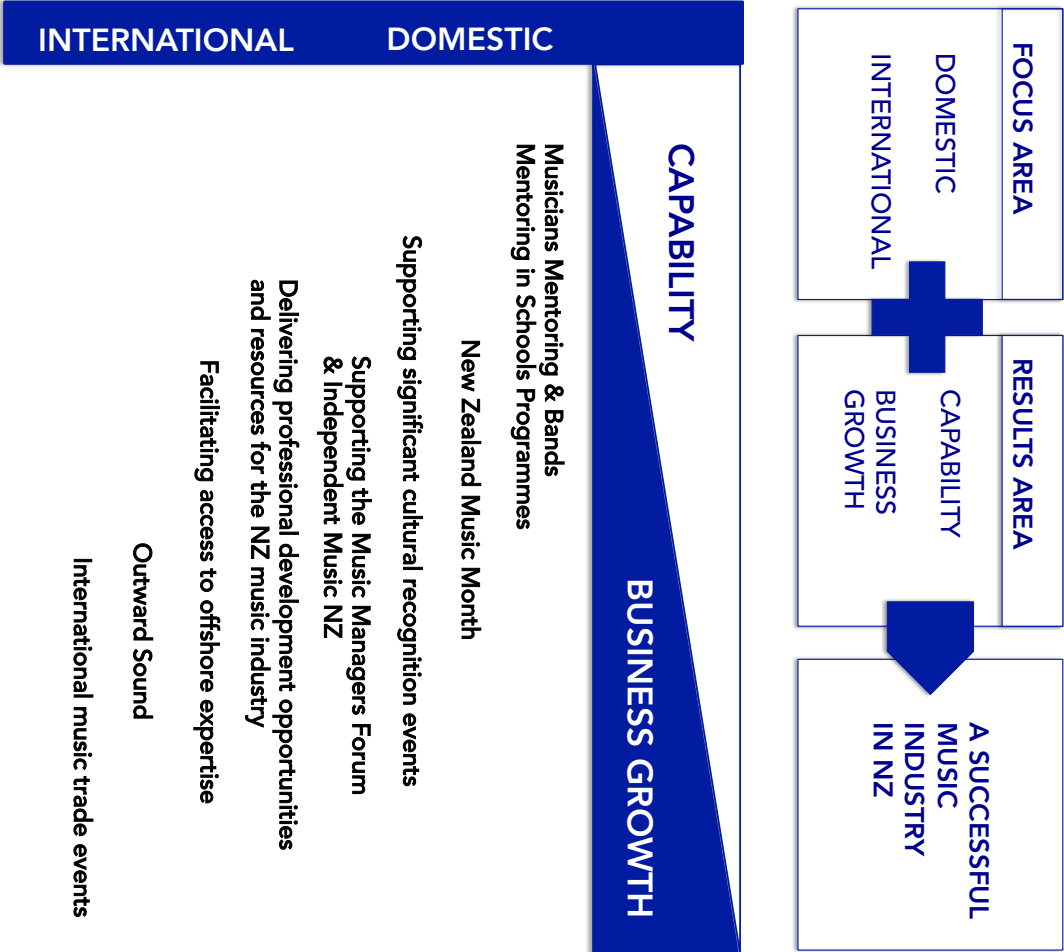 FOCUS AREA
DOMESTIC
INTERNATIONAL
RESULTS AREA
CAPABILITY
BUSINESS
GROWTH
A SUCCESSFUL
MUSIC
INDUSTRY
IN NZ
CAPABILITY
BUSINESS GROWTH
DOMESTIC
INTERNATIONAL
Musicians Mentoring & Bands
Mentoring in Schools Programmes
New Zealand Music Month
Supporting significant cultural recognition events
Supporting the Music Managers Forum
& Independent Music NZ
Delivering professional development opportunities
and resources for the NZ music industry
Facilitating access to offshore expertise
Outward Sound
International music trade events